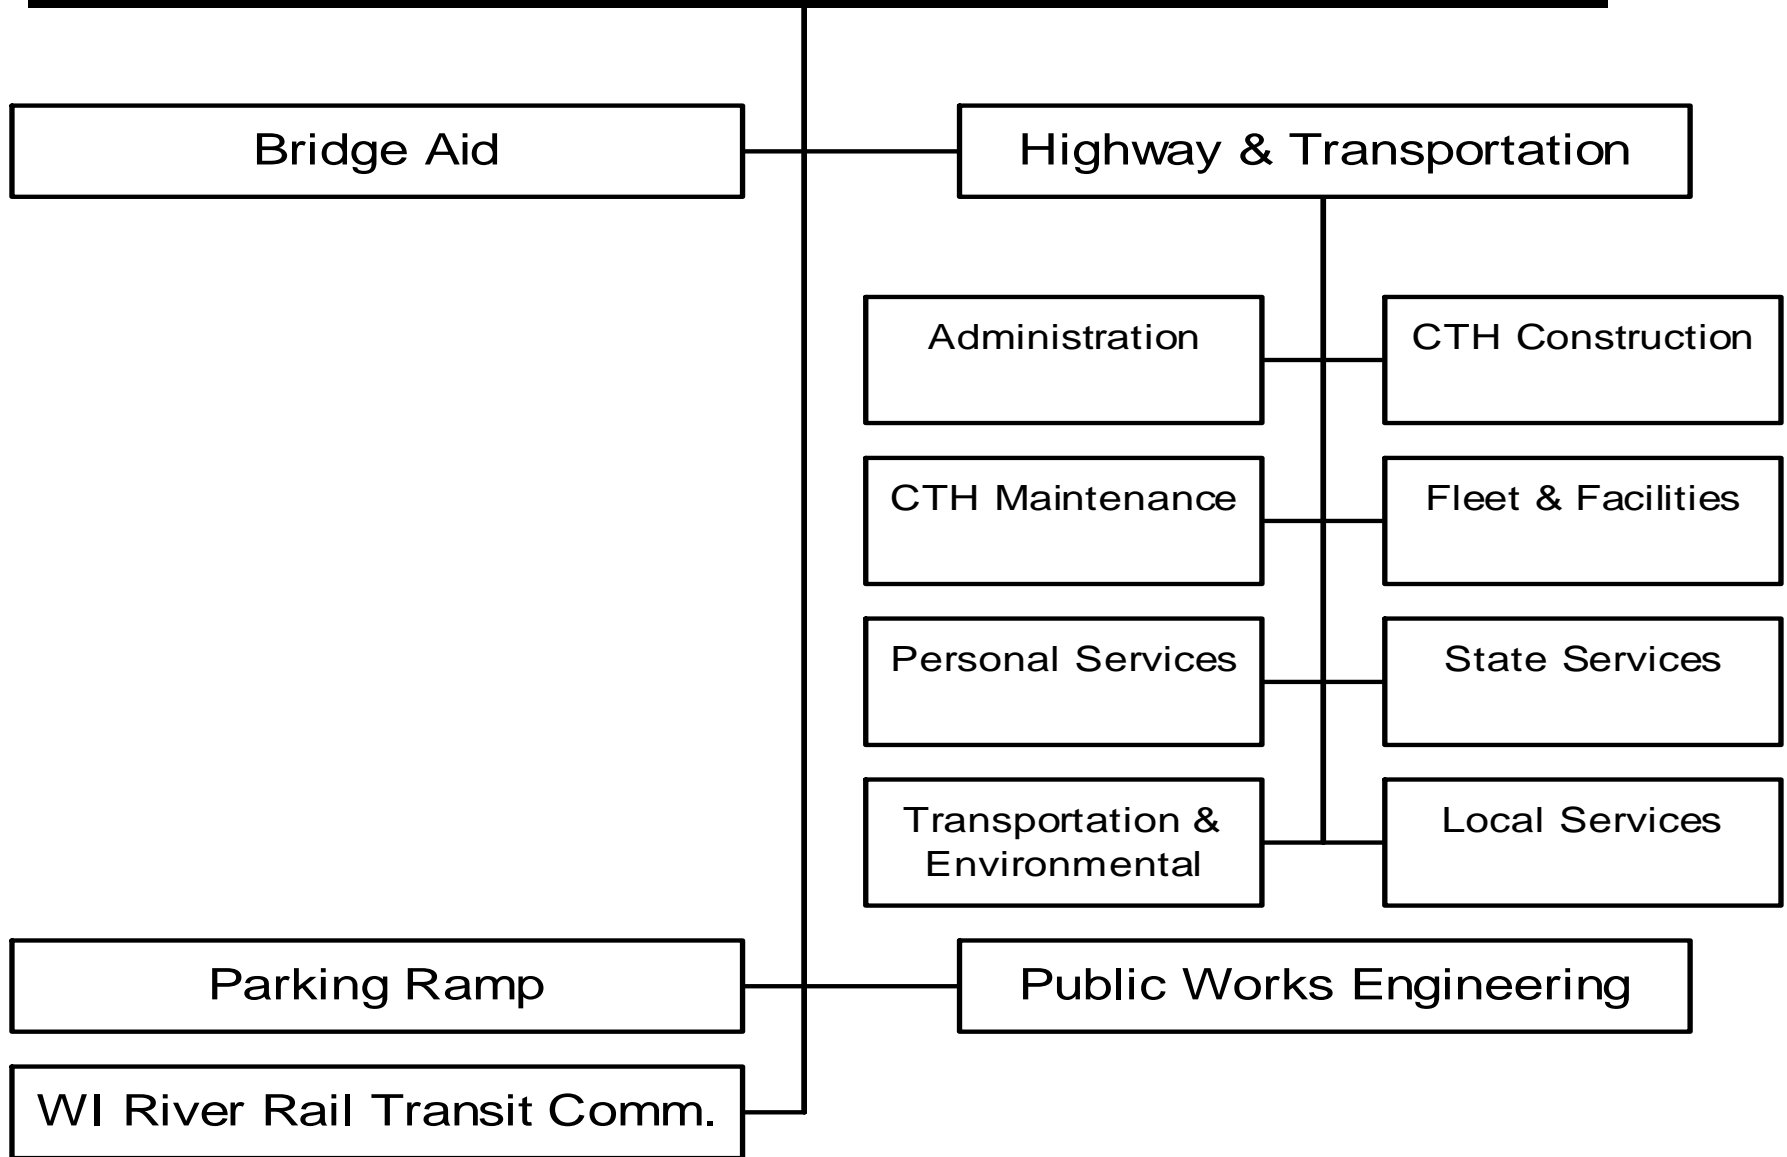 Bridge Aid
Highway & Transportation
Administration
CTH Construction
CTH Maintenance
Fleet & Facilities
Personal Services
State Services
Transportation &
Environmental
Local Services
Parking Ramp
Public Works Engineering
WI River Rail Transit Comm.